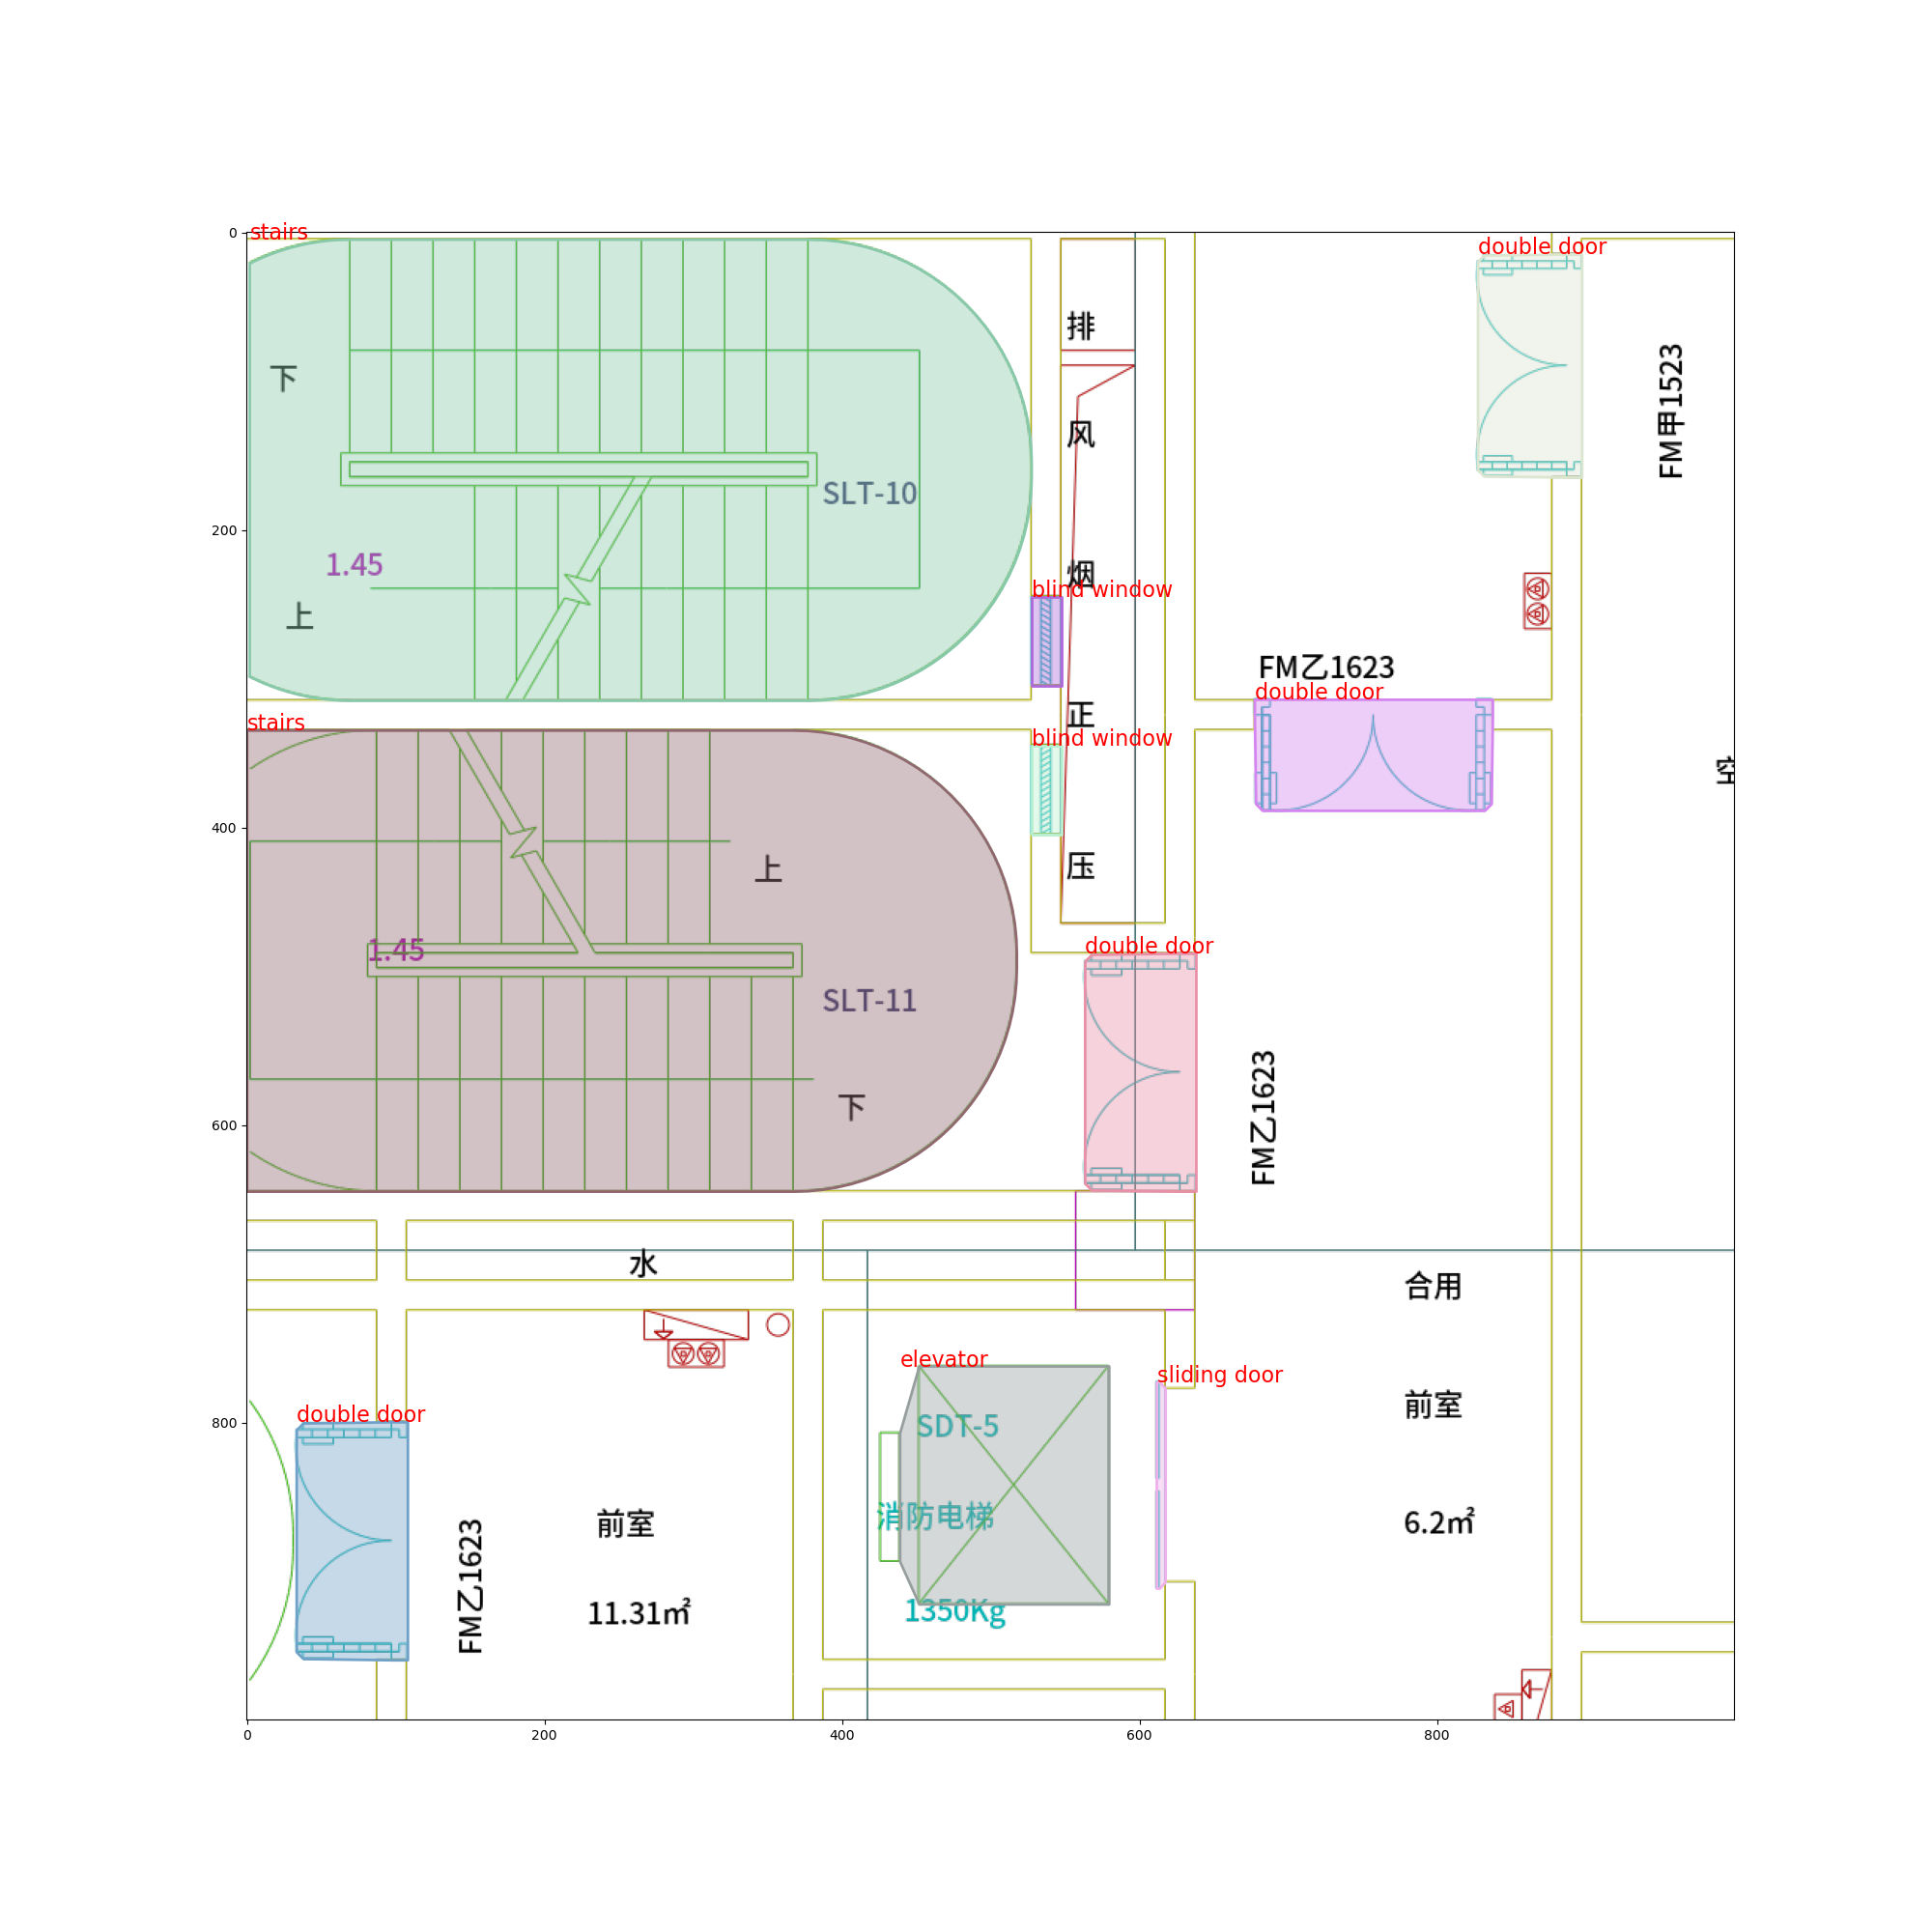 0
200
400
600
800
0
200
400
600
800
stairs
下
1.45
上
SLT-10
排
风
烟
正
压
blind window
blind window
double door
FM甲1523
FM乙1623
double door
stairs
上
1.45
SLT-11
下
double door
FM乙1623
水
合用
前室
6.2㎡
double door
FM乙1623
前室
11.31㎡
elevator
SDT-5
消防电梯
1350Kg
sliding door